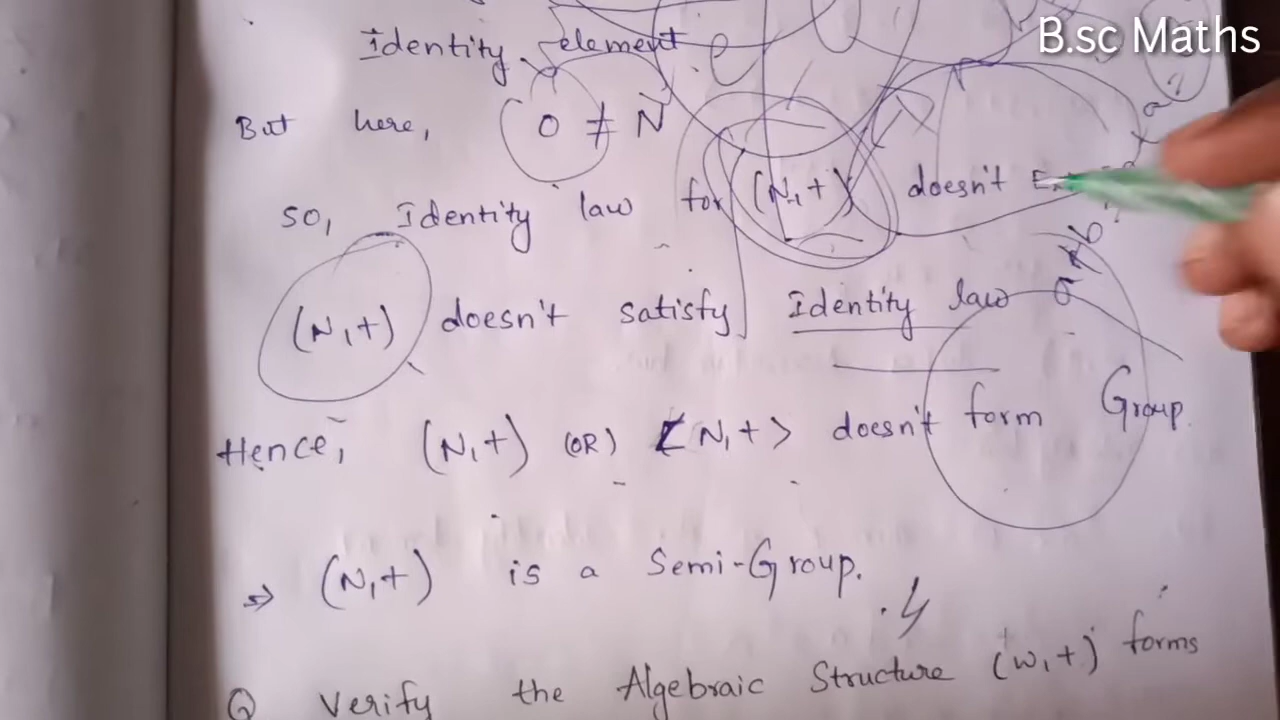 B.sc Maths
Identity element e
But here, 0 ≠ N
So, Identity law for (N,+) doesn't
(N,+) doesn't satisfy Identity law
Hence, (N,+) (OR) <N,+> doesn't form Group.
⇒ (N,+) is a Semi-Group.
Q Verify the Algebraic Structure (W,+) forms